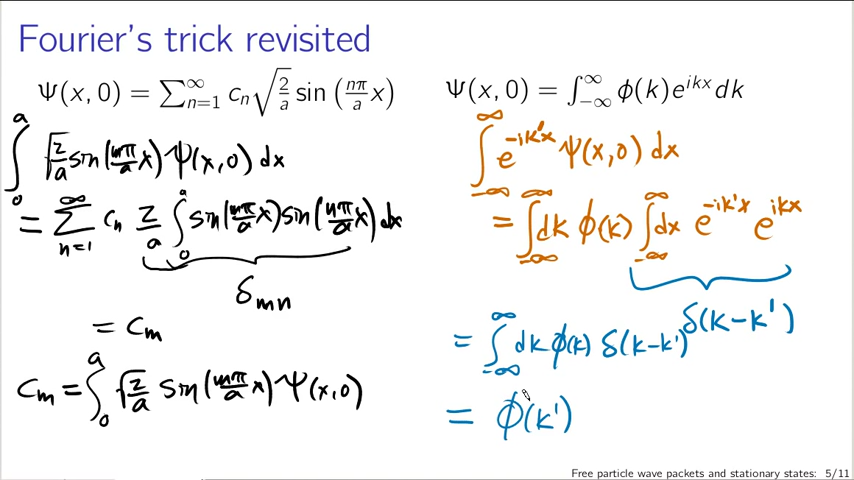 Fourier's trick revisited
Ψ(x, 0) = ∑_{n=1}^{∞} c_n √(2/a) sin (nπ/a x)
∫_0^a √(2/a) sin(mπ/a x) Ψ(x,0) dx
= ∑_{n=1}^{∞} c_n 2/a ∫_0^a sin(mπ/a x) sin(nπ/a x) dx
δ_{mn}
= c_m
c_m = ∫_0^a √(2/a) sin(mπ/a x) Ψ(x,0)
Ψ(x, 0) = ∫_{-∞}^{∞} ϕ(k)e^{ikx} dk
∫_{-∞}^{∞} e^{-ik'x} Ψ(x,0) dx
= ∫_{-∞}^{∞} dk ϕ(k) ∫_{-∞}^{∞} dx e^{-ik'x} e^{ikx}
δ(k-k')
= ∫_{-∞}^{∞} dk ϕ(k) δ(k-k')
= ϕ(k')
Free particle wave packets and stationary states: 5/11